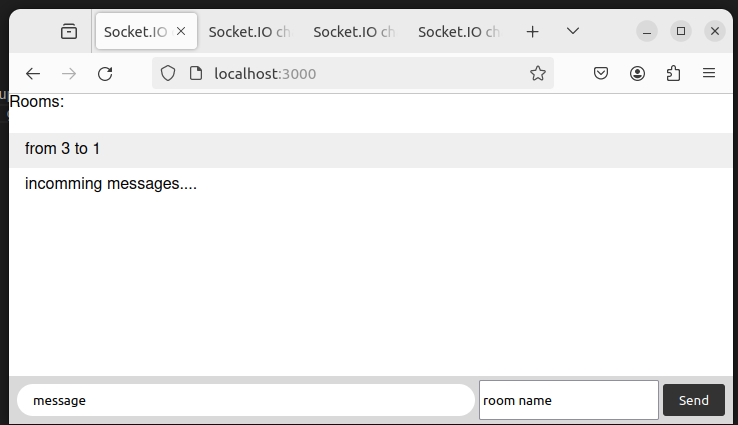 Socket.IO Socket.IO ch Socket.IO ch Socket.IO ch
localhost:3000
Rooms:
from 3 to 1
incomming messages....
message room name Send